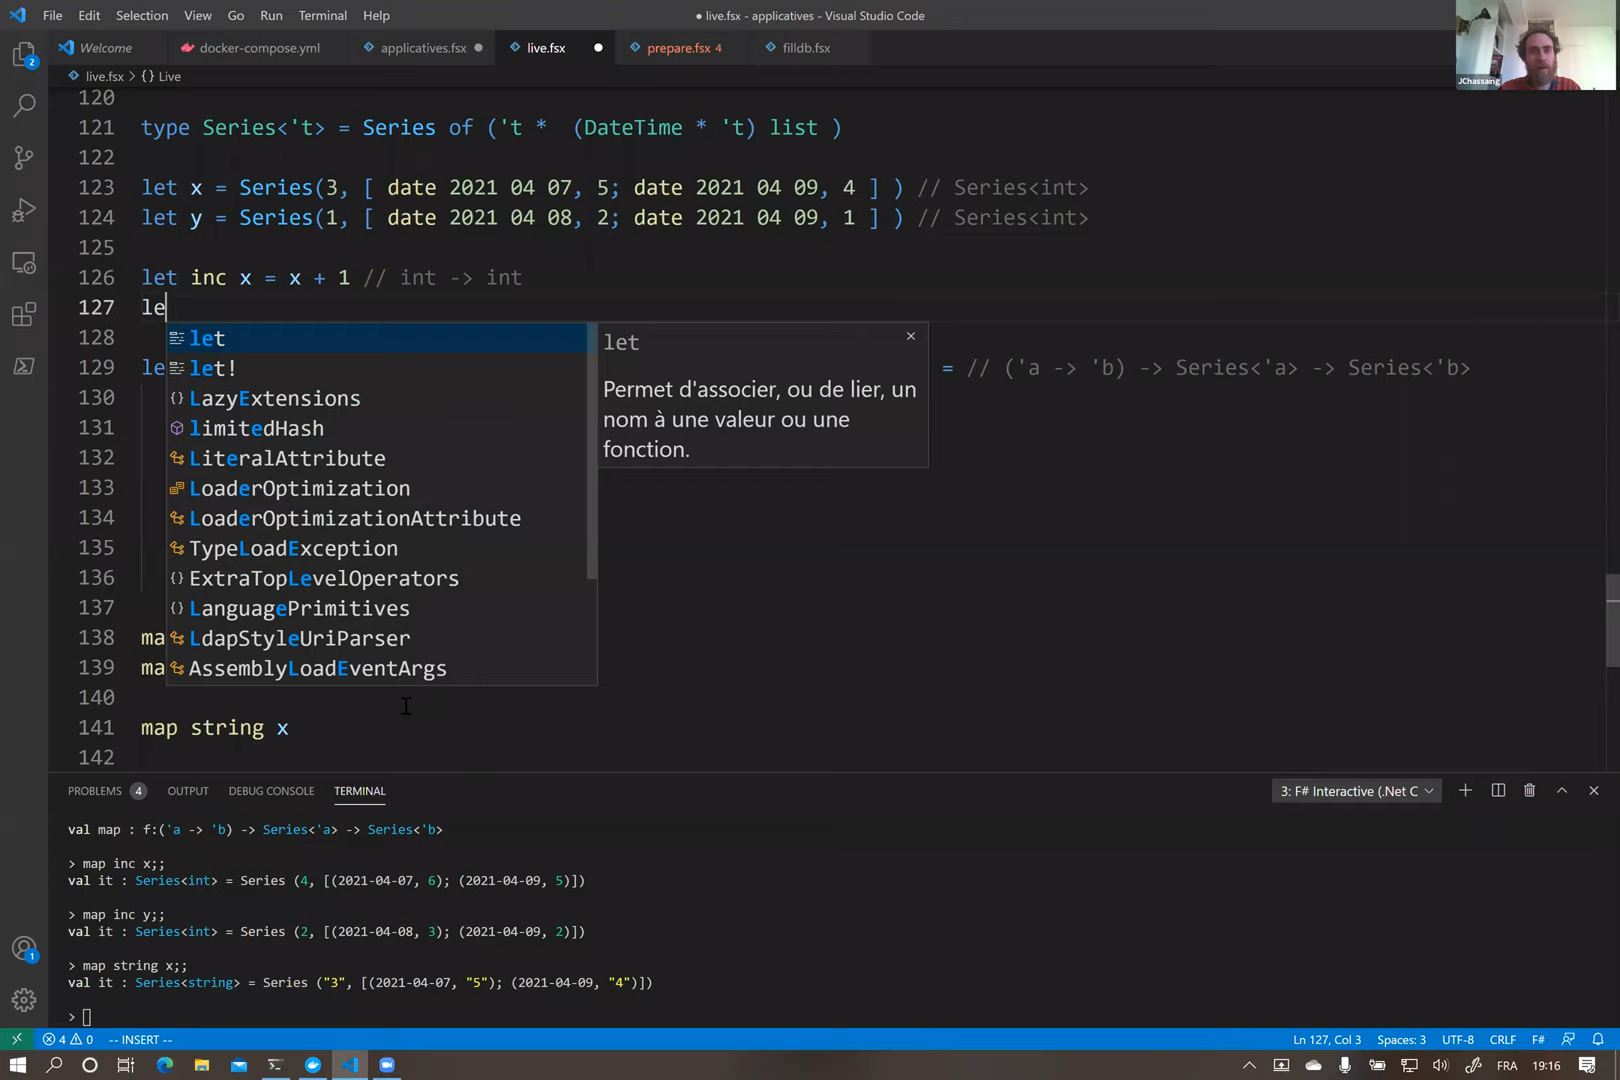 File Edit Selection View Go Run Terminal Help
● live.fsx - applicatives - Visual Studio Code
JChassaing
Welcome docker-compose.yml applicatives.fsx live.fsx prepare.fsx 4 filldb.fsx
live.fsx > {} Live
120
121 type Series<'t> = Series of ('t * (DateTime * 't) list )
122
123 let x = Series(3, [ date 2021 04 07, 5; date 2021 04 09, 4 ] ) // Series<int>
124 let y = Series(1, [ date 2021 04 08, 2; date 2021 04 09, 1 ] ) // Series<int>
125
126 let inc x = x + 1 // int -> int
127 le
128
129 le = // ('a -> 'b) -> Series<'a> -> Series<'b>
130
131
132
133
134
135
136
137
138 ma
139 ma
140
141 map string x
142
let
let!
LazyExtensions
limitedHash
LiteralAttribute
LoaderOptimization
LoaderOptimizationAttribute
TypeLoadException
ExtraTopLevelOperators
LanguagePrimitives
LdapStyleUriParser
AssemblyLoadEventArgs
let
Permet d'associer, ou de lier, un
nom à une valeur ou une
fonction.
PROBLEMS 4 OUTPUT DEBUG CONSOLE TERMINAL 3: F# Interactive (.Net C
val map : f:('a -> 'b) -> Series<'a> -> Series<'b>
> map inc x;;
val it : Series<int> = Series (4, [(2021-04-07, 6); (2021-04-09, 5)])
> map inc y;;
val it : Series<int> = Series (2, [(2021-04-08, 3); (2021-04-09, 2)])
> map string x;;
val it : Series<string> = Series ("3", [(2021-04-07, "5"); (2021-04-09, "4")])
>
2
1
4 0 -- INSERT -- Ln 127, Col 3 Spaces: 3 UTF-8 CRLF F#
FRA 19:16